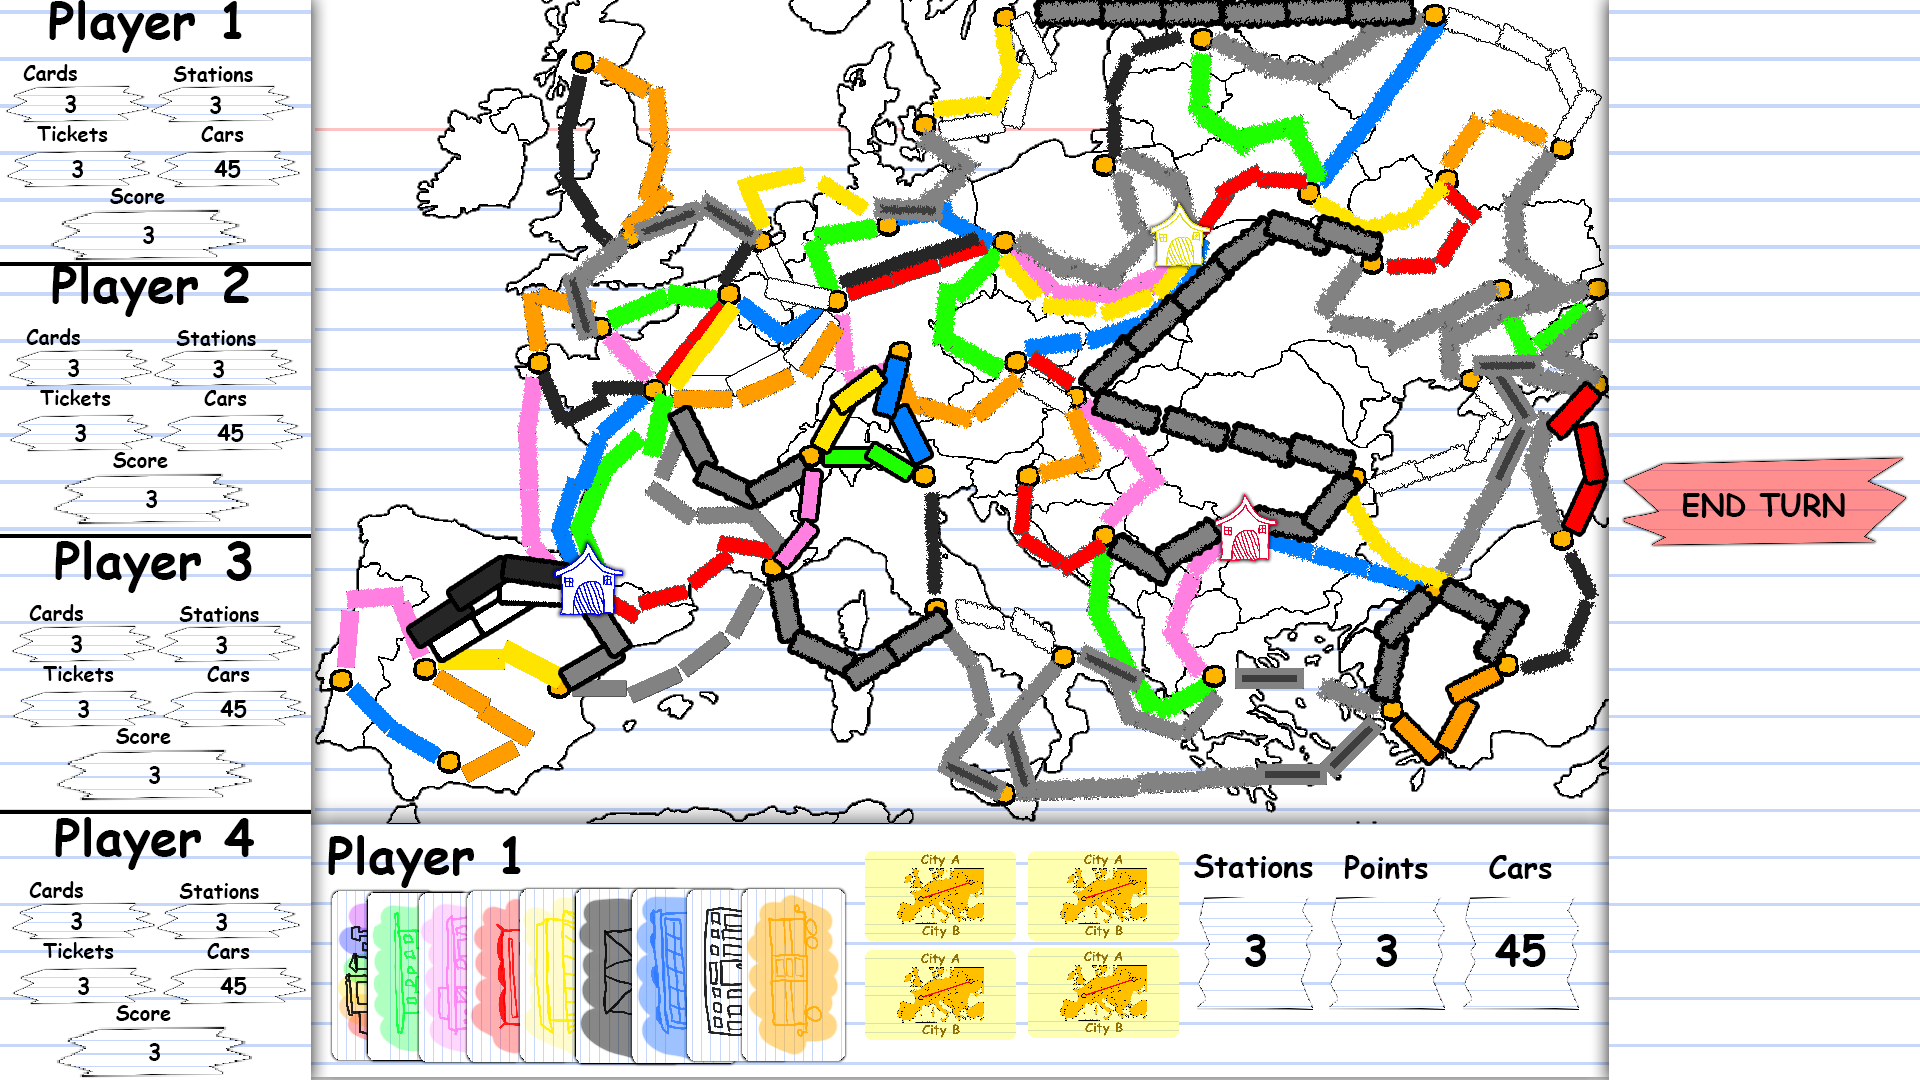 Player 1
Cards Stations
3 3
Tickets Cars
3 45
Score
3
Player 2
Cards Stations
3 3
Tickets Cars
3 45
Score
3
Player 3
Cards Stations
3 3
Tickets Cars
3 45
Score
3
Player 4
Cards Stations
3 3
Tickets Cars
3 45
Score
3
END TURN
Player 1
City A
City B
City A
City B
City A
City B
City A
City B
Stations Points Cars
3 3 45